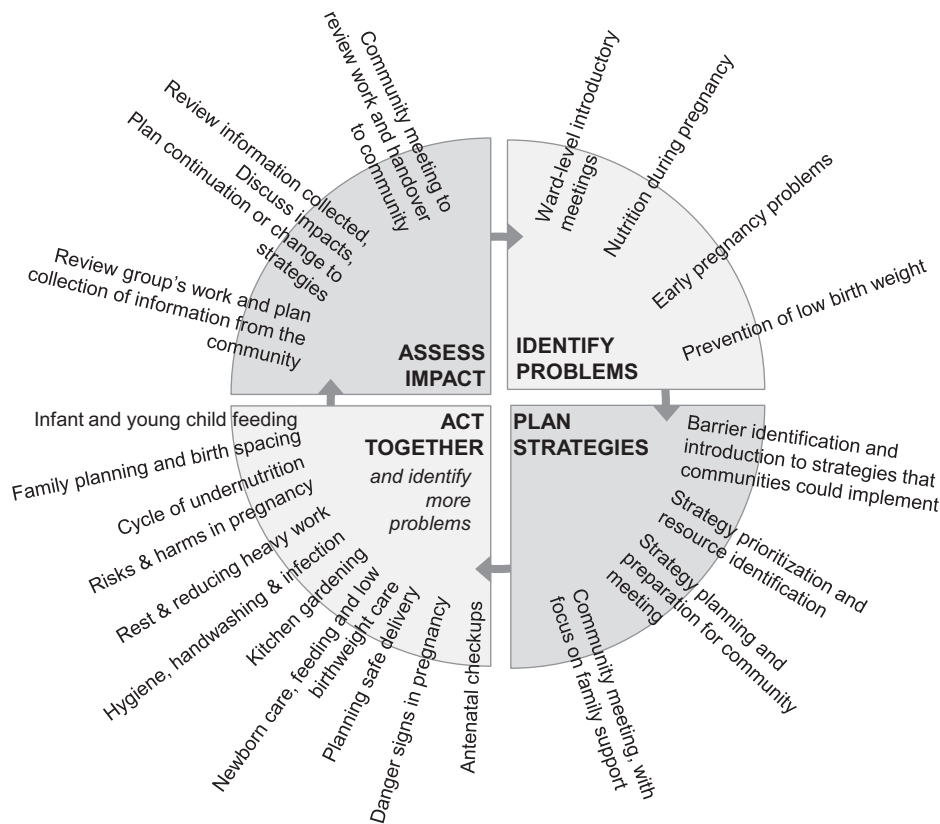 Ward-level introductory
meetings
Nutrition during pregnancy
Early pregnancy problems
Prevention of low birth weight
IDENTIFY
PROBLEMS
PLAN
STRATEGIES
Barrier identification and
introduction to strategies that
communities could implement
Strategy prioritization and
resource identification
Strategy planning and
preparation for community
meeting
Community meeting, with
focus on family support
ACT
TOGETHER
and identify
more
problems
Antenatal checkups
Danger signs in pregnancy
Planning safe delivery
Newborn care, feeding and low
birthweight care
Kitchen gardening
Hygiene, handwashing & infection
Rest & reducing heavy work
Risks & harms in pregnancy
Cycle of undernutrition
Family planning and birth spacing
Infant and young child feeding
ASSESS
IMPACT
Review group's work and plan
collection of information from the
community
Review information collected,
Discuss impacts,
Plan continuation or change to
strategies
Community meeting to
review work and handover
to community